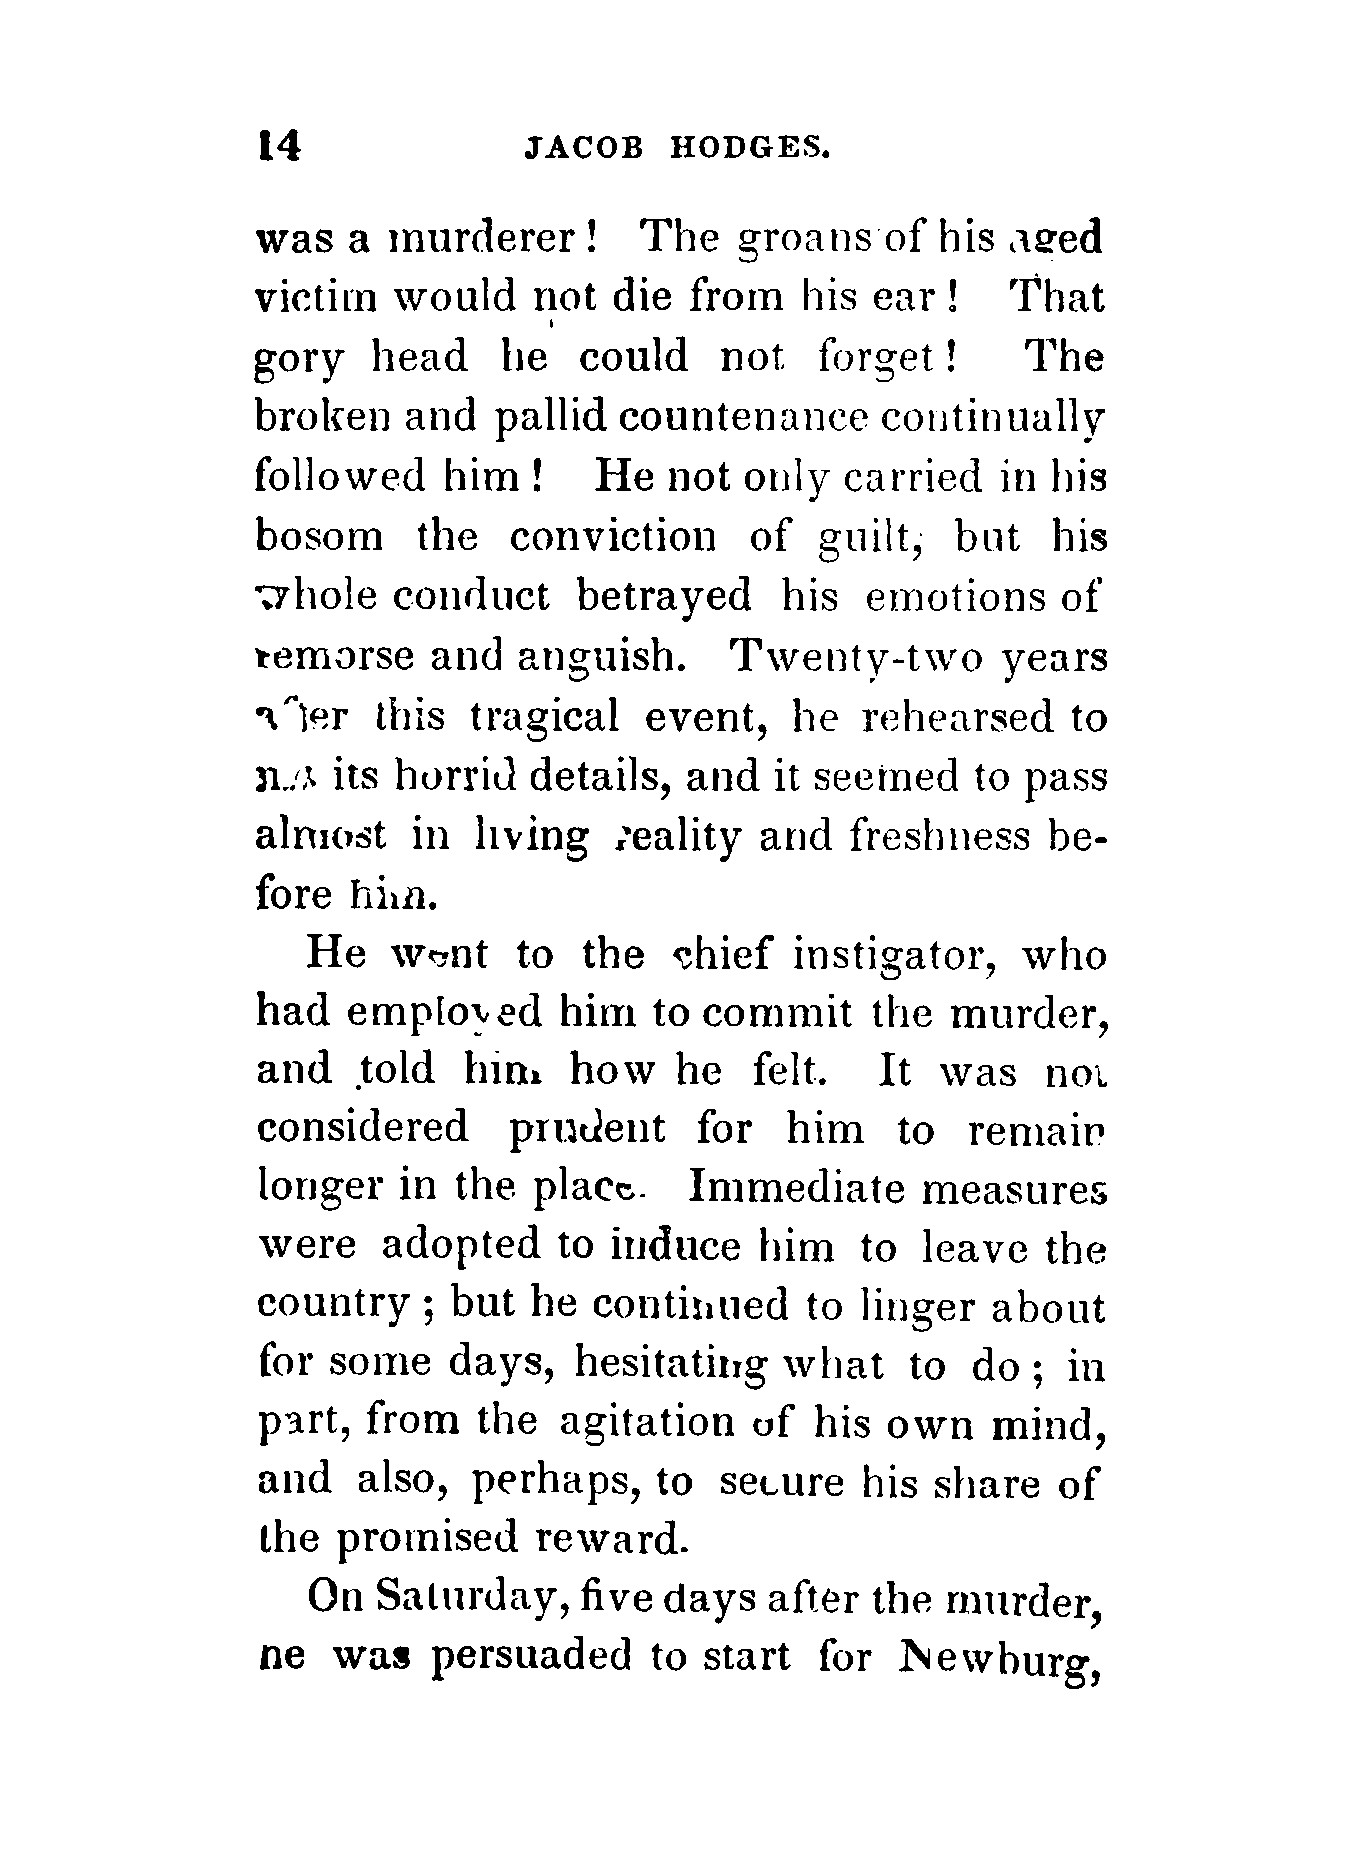 14 JACOB HODGES.
was a murderer ! The groans of his aged
victim would not die from his ear ! That
gory head he could not forget ! The
broken and pallid countenance continually
followed him ! He not only carried in his
bosom the conviction of guilt, but his
whole conduct betrayed his emotions of
remorse and anguish. Twenty-two years
after this tragical event, he rehearsed to
me its horrid details, and it seemed to pass
almost in living reality and freshness be-
fore him.
He went to the chief instigator, who
had employed him to commit the murder,
and told him how he felt. It was not
considered prudent for him to remain
longer in the place. Immediate measures
were adopted to induce him to leave the
country ; but he continued to linger about
for some days, hesitating what to do ; in
part, from the agitation of his own mind,
and also, perhaps, to secure his share of
the promised reward.
On Saturday, five days after the murder,
he was persuaded to start for Newburg,